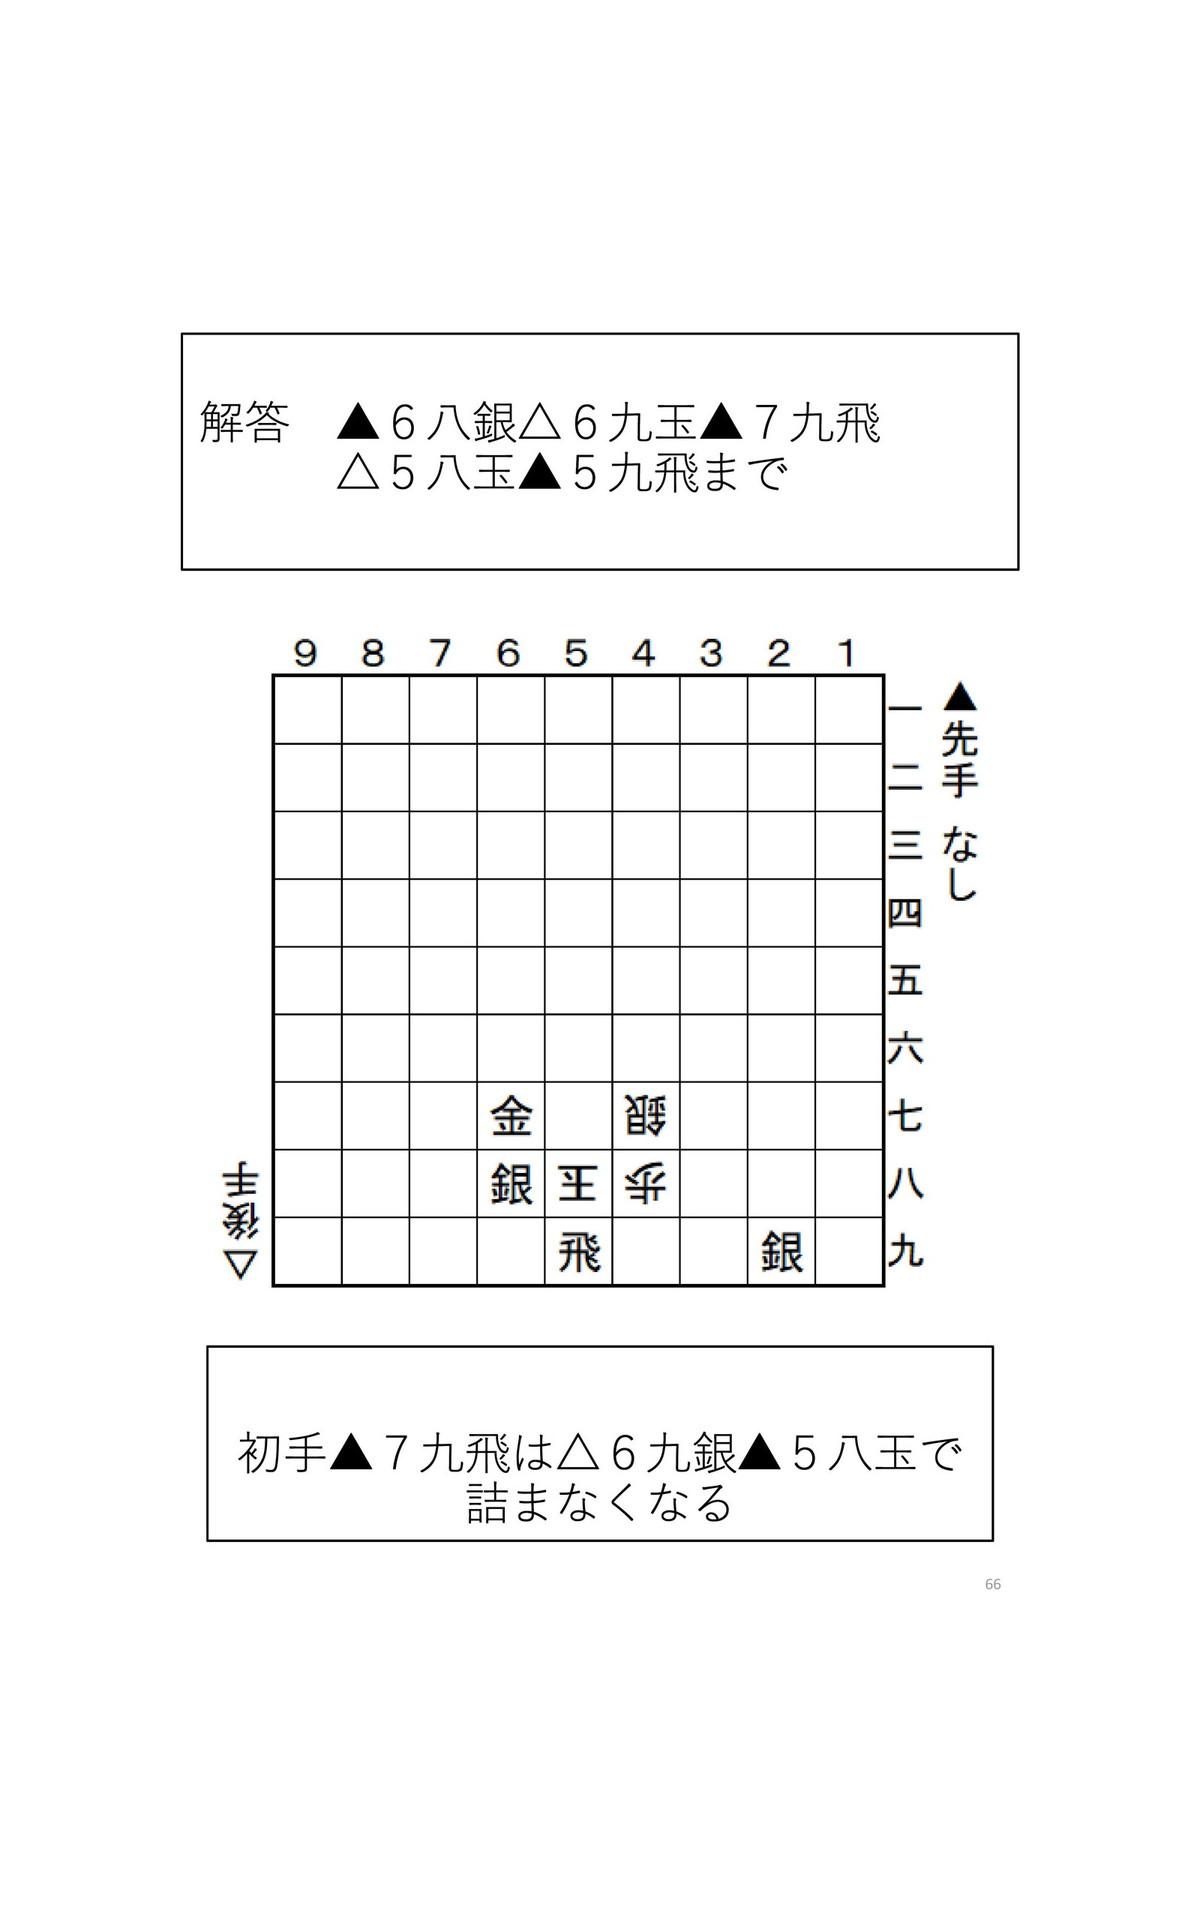 解答　▲６八銀△６九玉▲７九飛
△５八玉▲５九飛まで
９ ８ ７ ６ ５ ４ ３ ２ １
一
二
三
四
五
六
金 銀 七
銀 王 歩 八
飛 銀 九
▲先手 なし
△後手
初手▲７九飛は△６九銀▲５八玉で
詰まなくなる
66